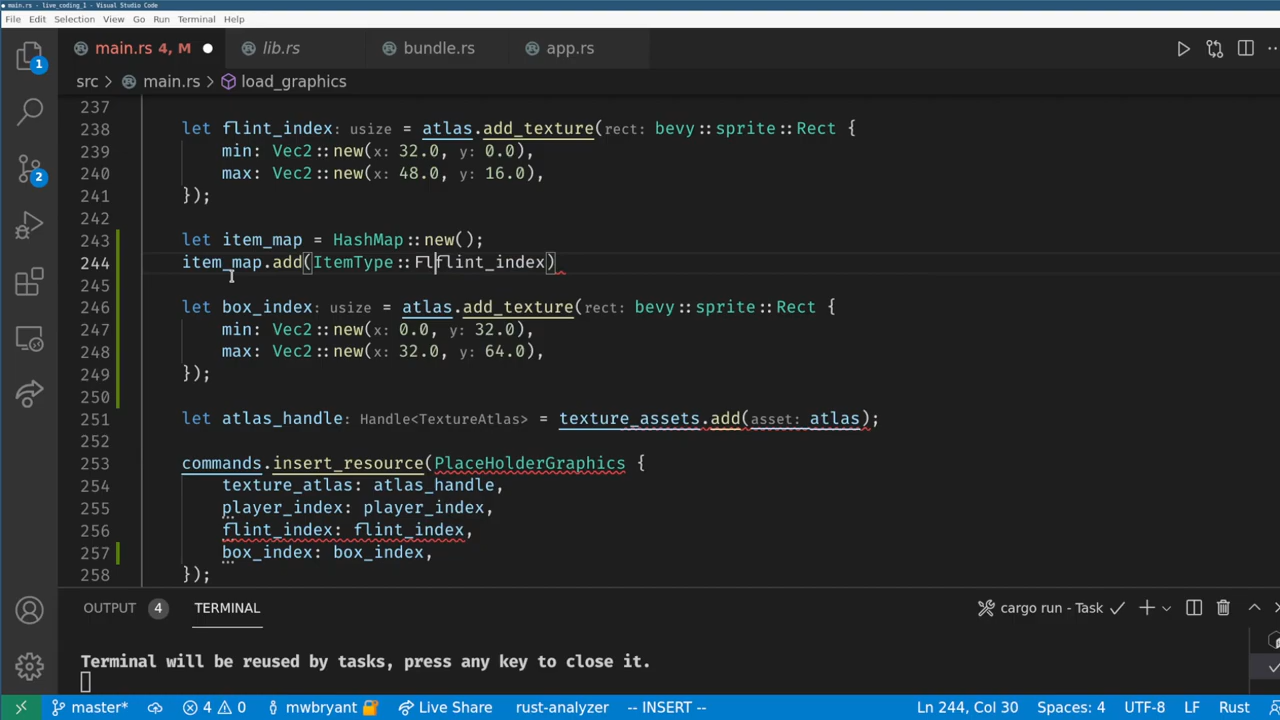 main.rs - live_coding_1 - Visual Studio Code
File Edit Selection View Go Run Terminal Help
main.rs 4, M ● lib.rs bundle.rs app.rs
src > main.rs > load_graphics
237
238 let flint_index: usize = atlas.add_texture(rect: bevy::sprite::Rect {
239 min: Vec2::new(x: 32.0, y: 0.0),
240 max: Vec2::new(x: 48.0, y: 16.0),
241 });
242
243 let item_map = HashMap::new();
244 item_map.add(ItemType::Flflint_index)
245
246 let box_index: usize = atlas.add_texture(rect: bevy::sprite::Rect {
247 min: Vec2::new(x: 0.0, y: 32.0),
248 max: Vec2::new(x: 32.0, y: 64.0),
249 });
250
251 let atlas_handle: Handle<TextureAtlas> = texture_assets.add(asset: atlas);
252
253 commands.insert_resource(PlaceHolderGraphics {
254 texture_atlas: atlas_handle,
255 player_index: player_index,
256 flint_index: flint_index,
257 box_index: box_index,
258 });
1
2
OUTPUT 4 TERMINAL cargo run - Task
Terminal will be reused by tasks, press any key to close it.
master* 4 0 mwbryant Live Share rust-analyzer -- INSERT -- Ln 244, Col 30 Spaces: 4 UTF-8 LF Rust